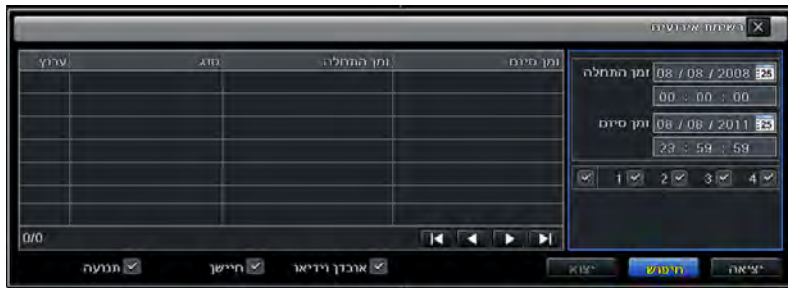 רשימת אירועים
ערוץ סוג זמן התחלה זמן סיום
זמן התחלה 08 / 08 / 2008
00 : 00 : 00
זמן סיום 08 / 08 / 2011
23 : 59 : 59
1 2 3 4
0/0
תנועה חיישן אובדן וידיאו
יצוא חיפוש יציאה